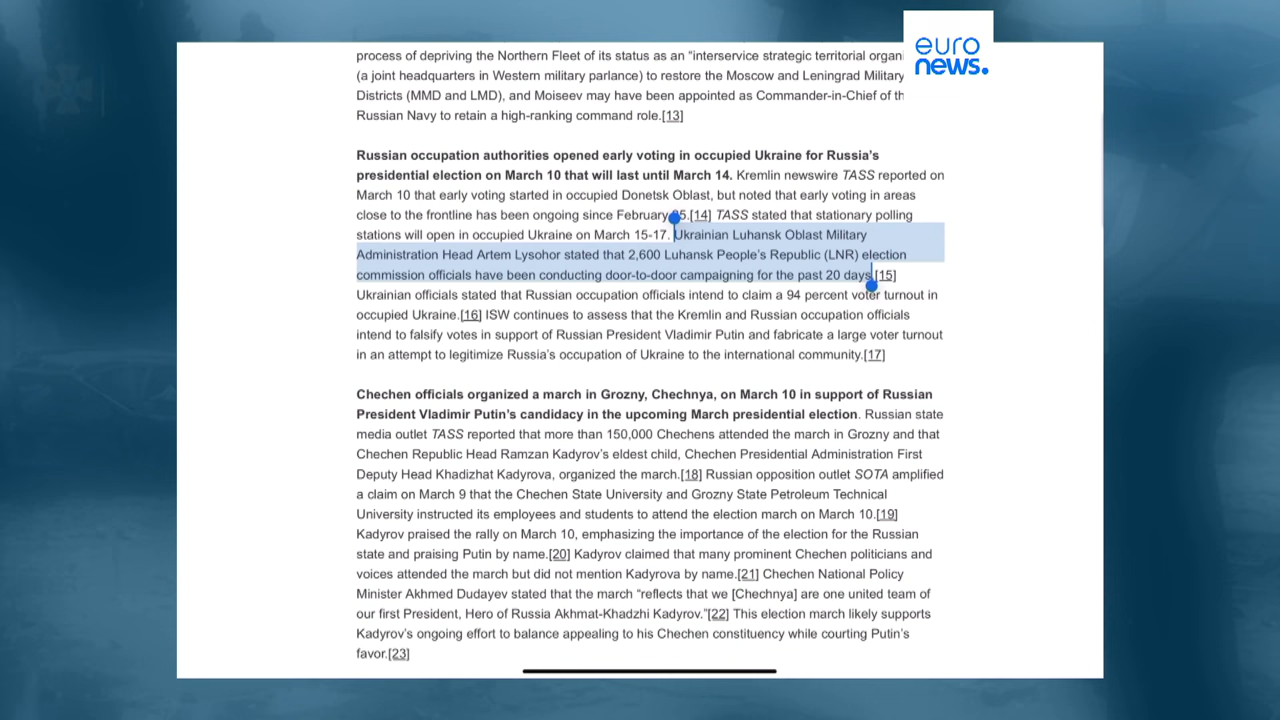 euro
news.
process of depriving the Northern Fleet of its status as an “interservice strategic territorial organi
(a joint headquarters in Western military parlance) to restore the Moscow and Leningrad Military
Districts (MMD and LMD), and Moiseev may have been appointed as Commander-in-Chief of th
Russian Navy to retain a high-ranking command role.[13]
Russian occupation authorities opened early voting in occupied Ukraine for Russia’s
presidential election on March 10 that will last until March 14. Kremlin newswire TASS reported on
March 10 that early voting started in occupied Donetsk Oblast, but noted that early voting in areas
close to the frontline has been ongoing since February 25.[14] TASS stated that stationary polling
stations will open in occupied Ukraine on March 15-17. Ukrainian Luhansk Oblast Military
Administration Head Artem Lysohor stated that 2,600 Luhansk People’s Republic (LNR) election
commission officials have been conducting door-to-door campaigning for the past 20 days.[15]
Ukrainian officials stated that Russian occupation officials intend to claim a 94 percent voter turnout in
occupied Ukraine.[16] ISW continues to assess that the Kremlin and Russian occupation officials
intend to falsify votes in support of Russian President Vladimir Putin and fabricate a large voter turnout
in an attempt to legitimize Russia’s occupation of Ukraine to the international community.[17]
Chechen officials organized a march in Grozny, Chechnya, on March 10 in support of Russian
President Vladimir Putin’s candidacy in the upcoming March presidential election. Russian state
media outlet TASS reported that more than 150,000 Chechens attended the march in Grozny and that
Chechen Republic Head Ramzan Kadyrov’s eldest child, Chechen Presidential Administration First
Deputy Head Khadizhat Kadyrova, organized the march.[18] Russian opposition outlet SOTA amplified
a claim on March 9 that the Chechen State University and Grozny State Petroleum Technical
University instructed its employees and students to attend the election march on March 10.[19]
Kadyrov praised the rally on March 10, emphasizing the importance of the election for the Russian
state and praising Putin by name.[20] Kadyrov claimed that many prominent Chechen politicians and
voices attended the march but did not mention Kadyrova by name.[21] Chechen National Policy
Minister Akhmed Dudayev stated that the march “reflects that we [Chechnya] are one united team of
our first President, Hero of Russia Akhmat-Khadzhi Kadyrov.”[22] This election march likely supports
Kadyrov’s ongoing effort to balance appealing to his Chechen constituency while courting Putin’s
favor.[23]